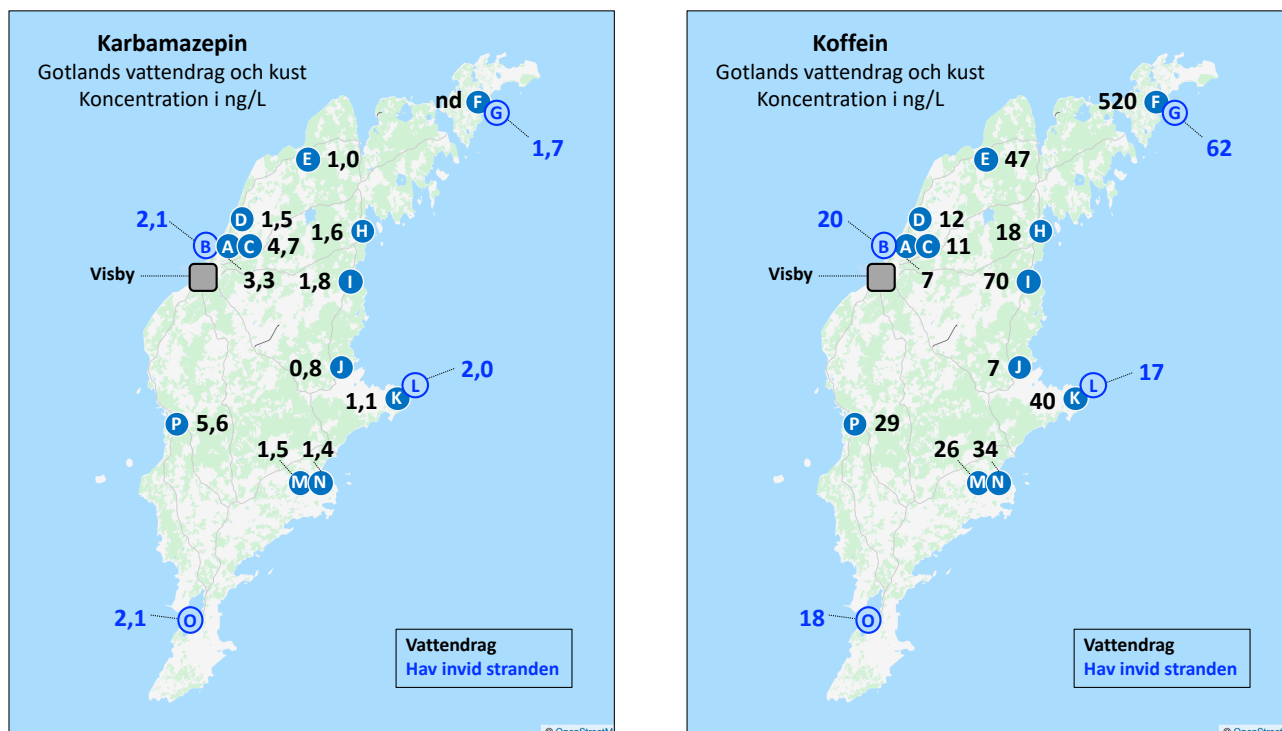 Karbamazepin
Gotlands vattendrag och kust
Koncentration i ng/L
nd F
G
1,7
E 1,0
2,1
D 1,5
B A C 4,7
1,6 H
Visby
3,3
1,8 I
0,8 J
2,0
L
1,1 K
P 5,6
1,5 1,4
M N
2,1 O
Vattendrag
Hav invid stranden
© OpenStreetM
Koffein
Gotlands vattendrag och kust
Koncentration i ng/L
520 F
G
62
E 47
20
D 12
B A C 11
18 H
Visby
7
70 I
7 J
17
L
40 K
P 29
26 34
M N
18 O
Vattendrag
Hav invid stranden
© OpenStreetM